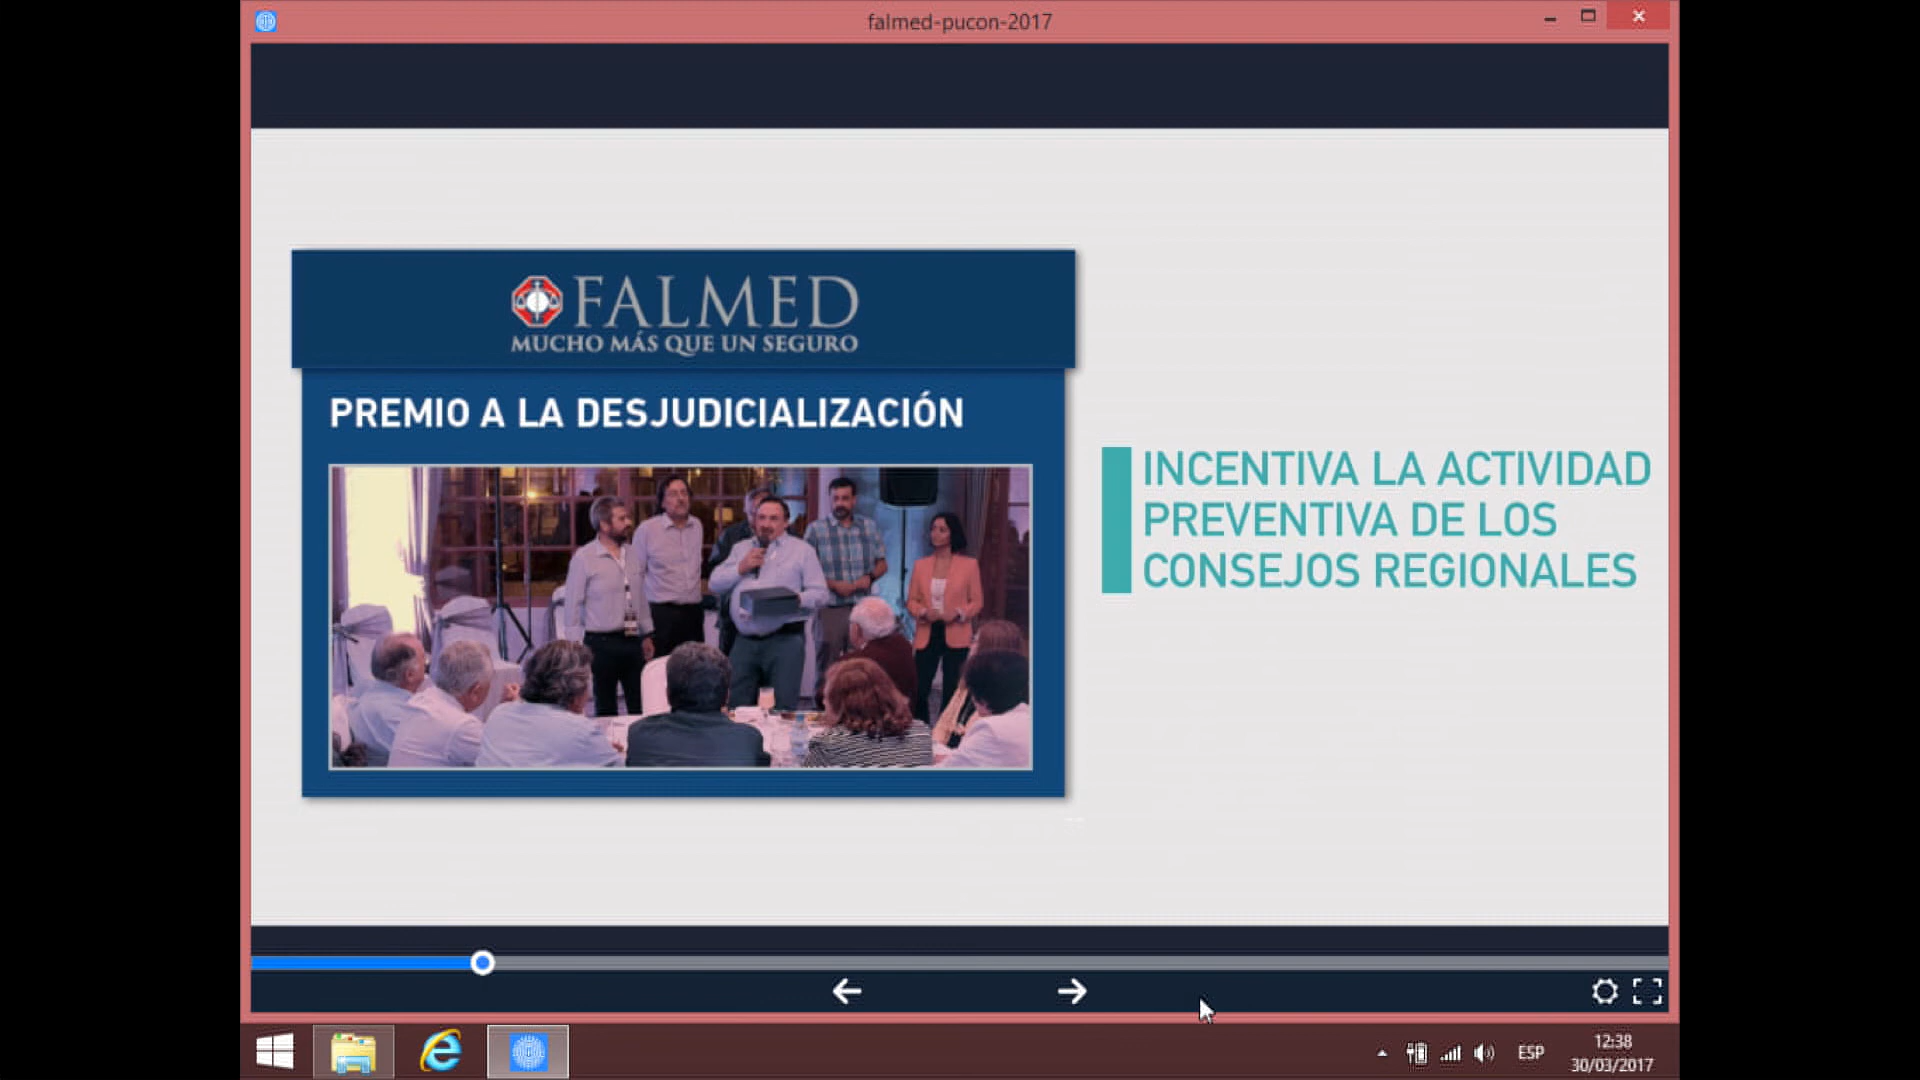 falmed-pucon-2017
FALMED
MUCHO MÁS QUE UN SEGURO
PREMIO A LA DESJUDICIALIZACIÓN
INCENTIVA LA ACTIVIDAD
PREVENTIVA DE LOS
CONSEJOS REGIONALES
ESP
12:38
30/03/2017